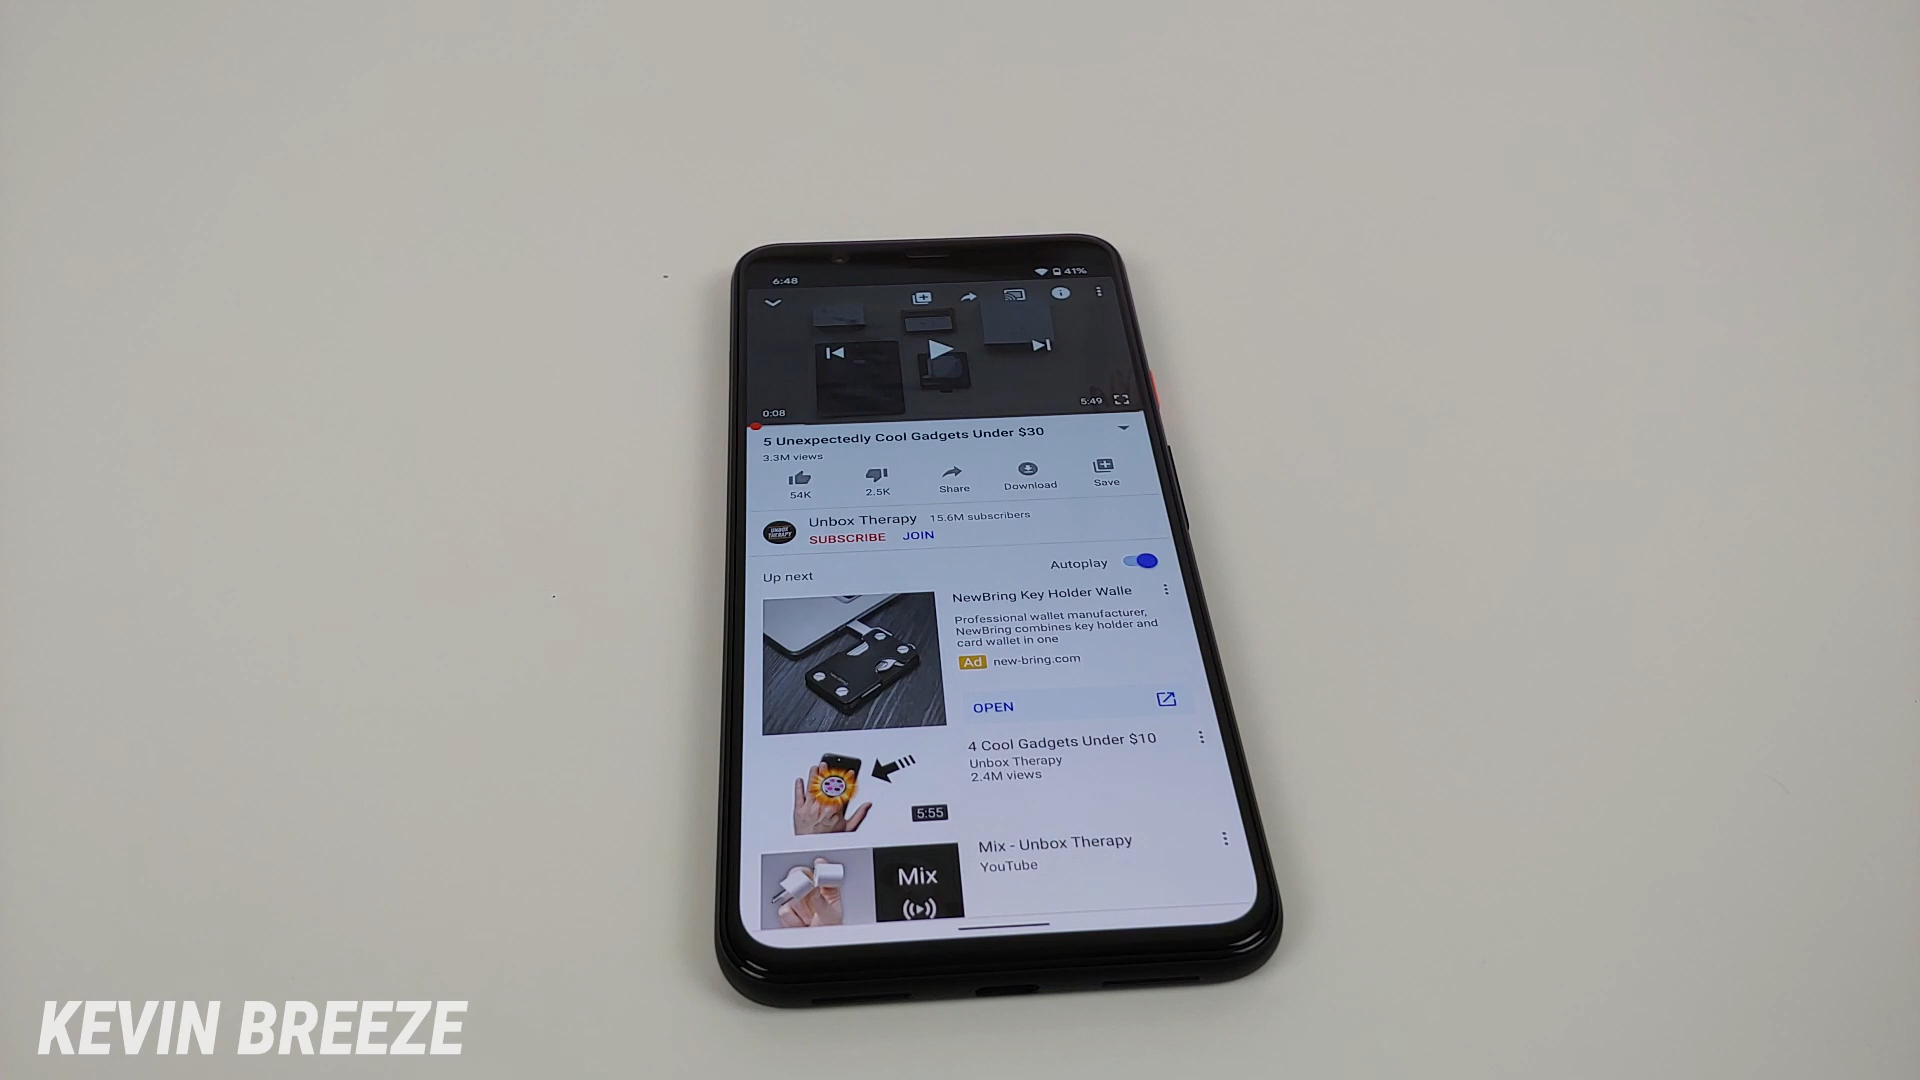 6:48
41%
0:08
5:49
5 Unexpectedly Cool Gadgets Under $30
3.3M views
54K
2.5K
Share
Download
Save
UNBOX
THERAPY
Unbox Therapy 15.6M subscribers
SUBSCRIBE JOIN
Up next
Autoplay
NewBring Key Holder Walle
Professional wallet manufacturer,
NewBring combines key holder and
card wallet in one
Ad new-bring.com
OPEN
4 Cool Gadgets Under $10
Unbox Therapy
2.4M views
5:55
Mix - Unbox Therapy
YouTube
Mix
KEVIN BREEZE